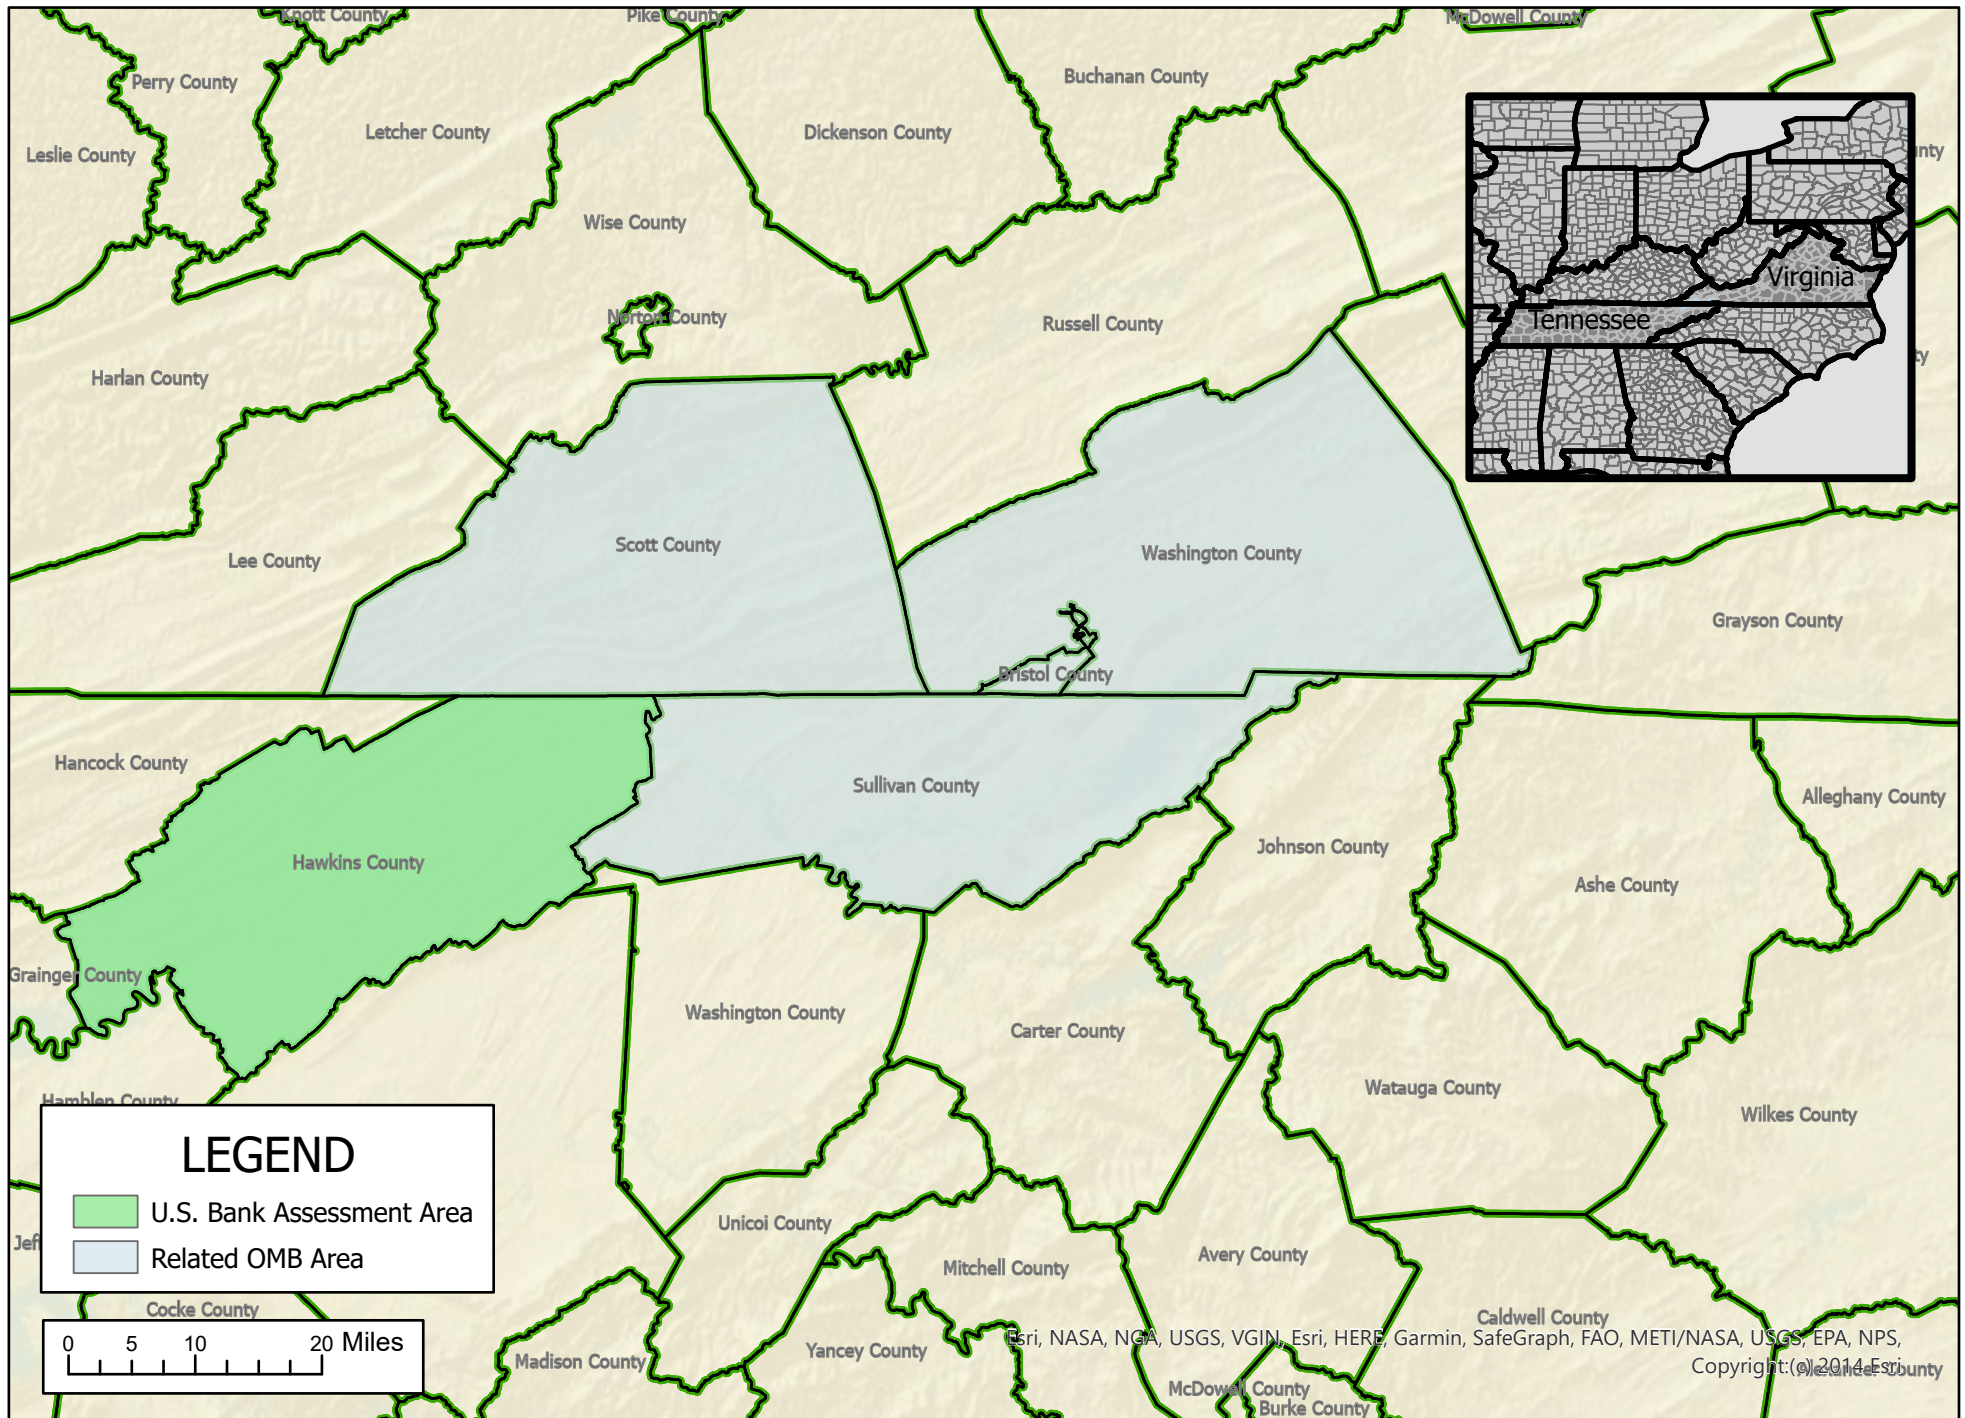 Knott County
Pike County
McDowell County
Perry County
Buchanan County
Letcher County
Dickenson County
Leslie County
Wise County
Virginia
Norton County
Russell County
Tennessee
Harlan County
Scott County
Washington County
Lee County
Grayson County
Bristol County
Hancock County
Sullivan County
Alleghany County
Johnson County
Hawkins County
Ashe County
Grainger County
Washington County
Carter County
Watauga County
Hamblen County
Wilkes County
LEGEND
U.S. Bank Assessment Area
Related OMB Area
Unicoi County
Avery County
Mitchell County
Cocke County
Caldwell County
0 5 10 20 Miles
Madison County
Yancey County
Esri, NASA, NGA, USGS, VGIN, Esri, HERE, Garmin, SafeGraph, FAO, METI/NASA, USGS, EPA, NPS,
Copyright:(c) 2014 Esri
Alexander County
McDowell County
Burke County